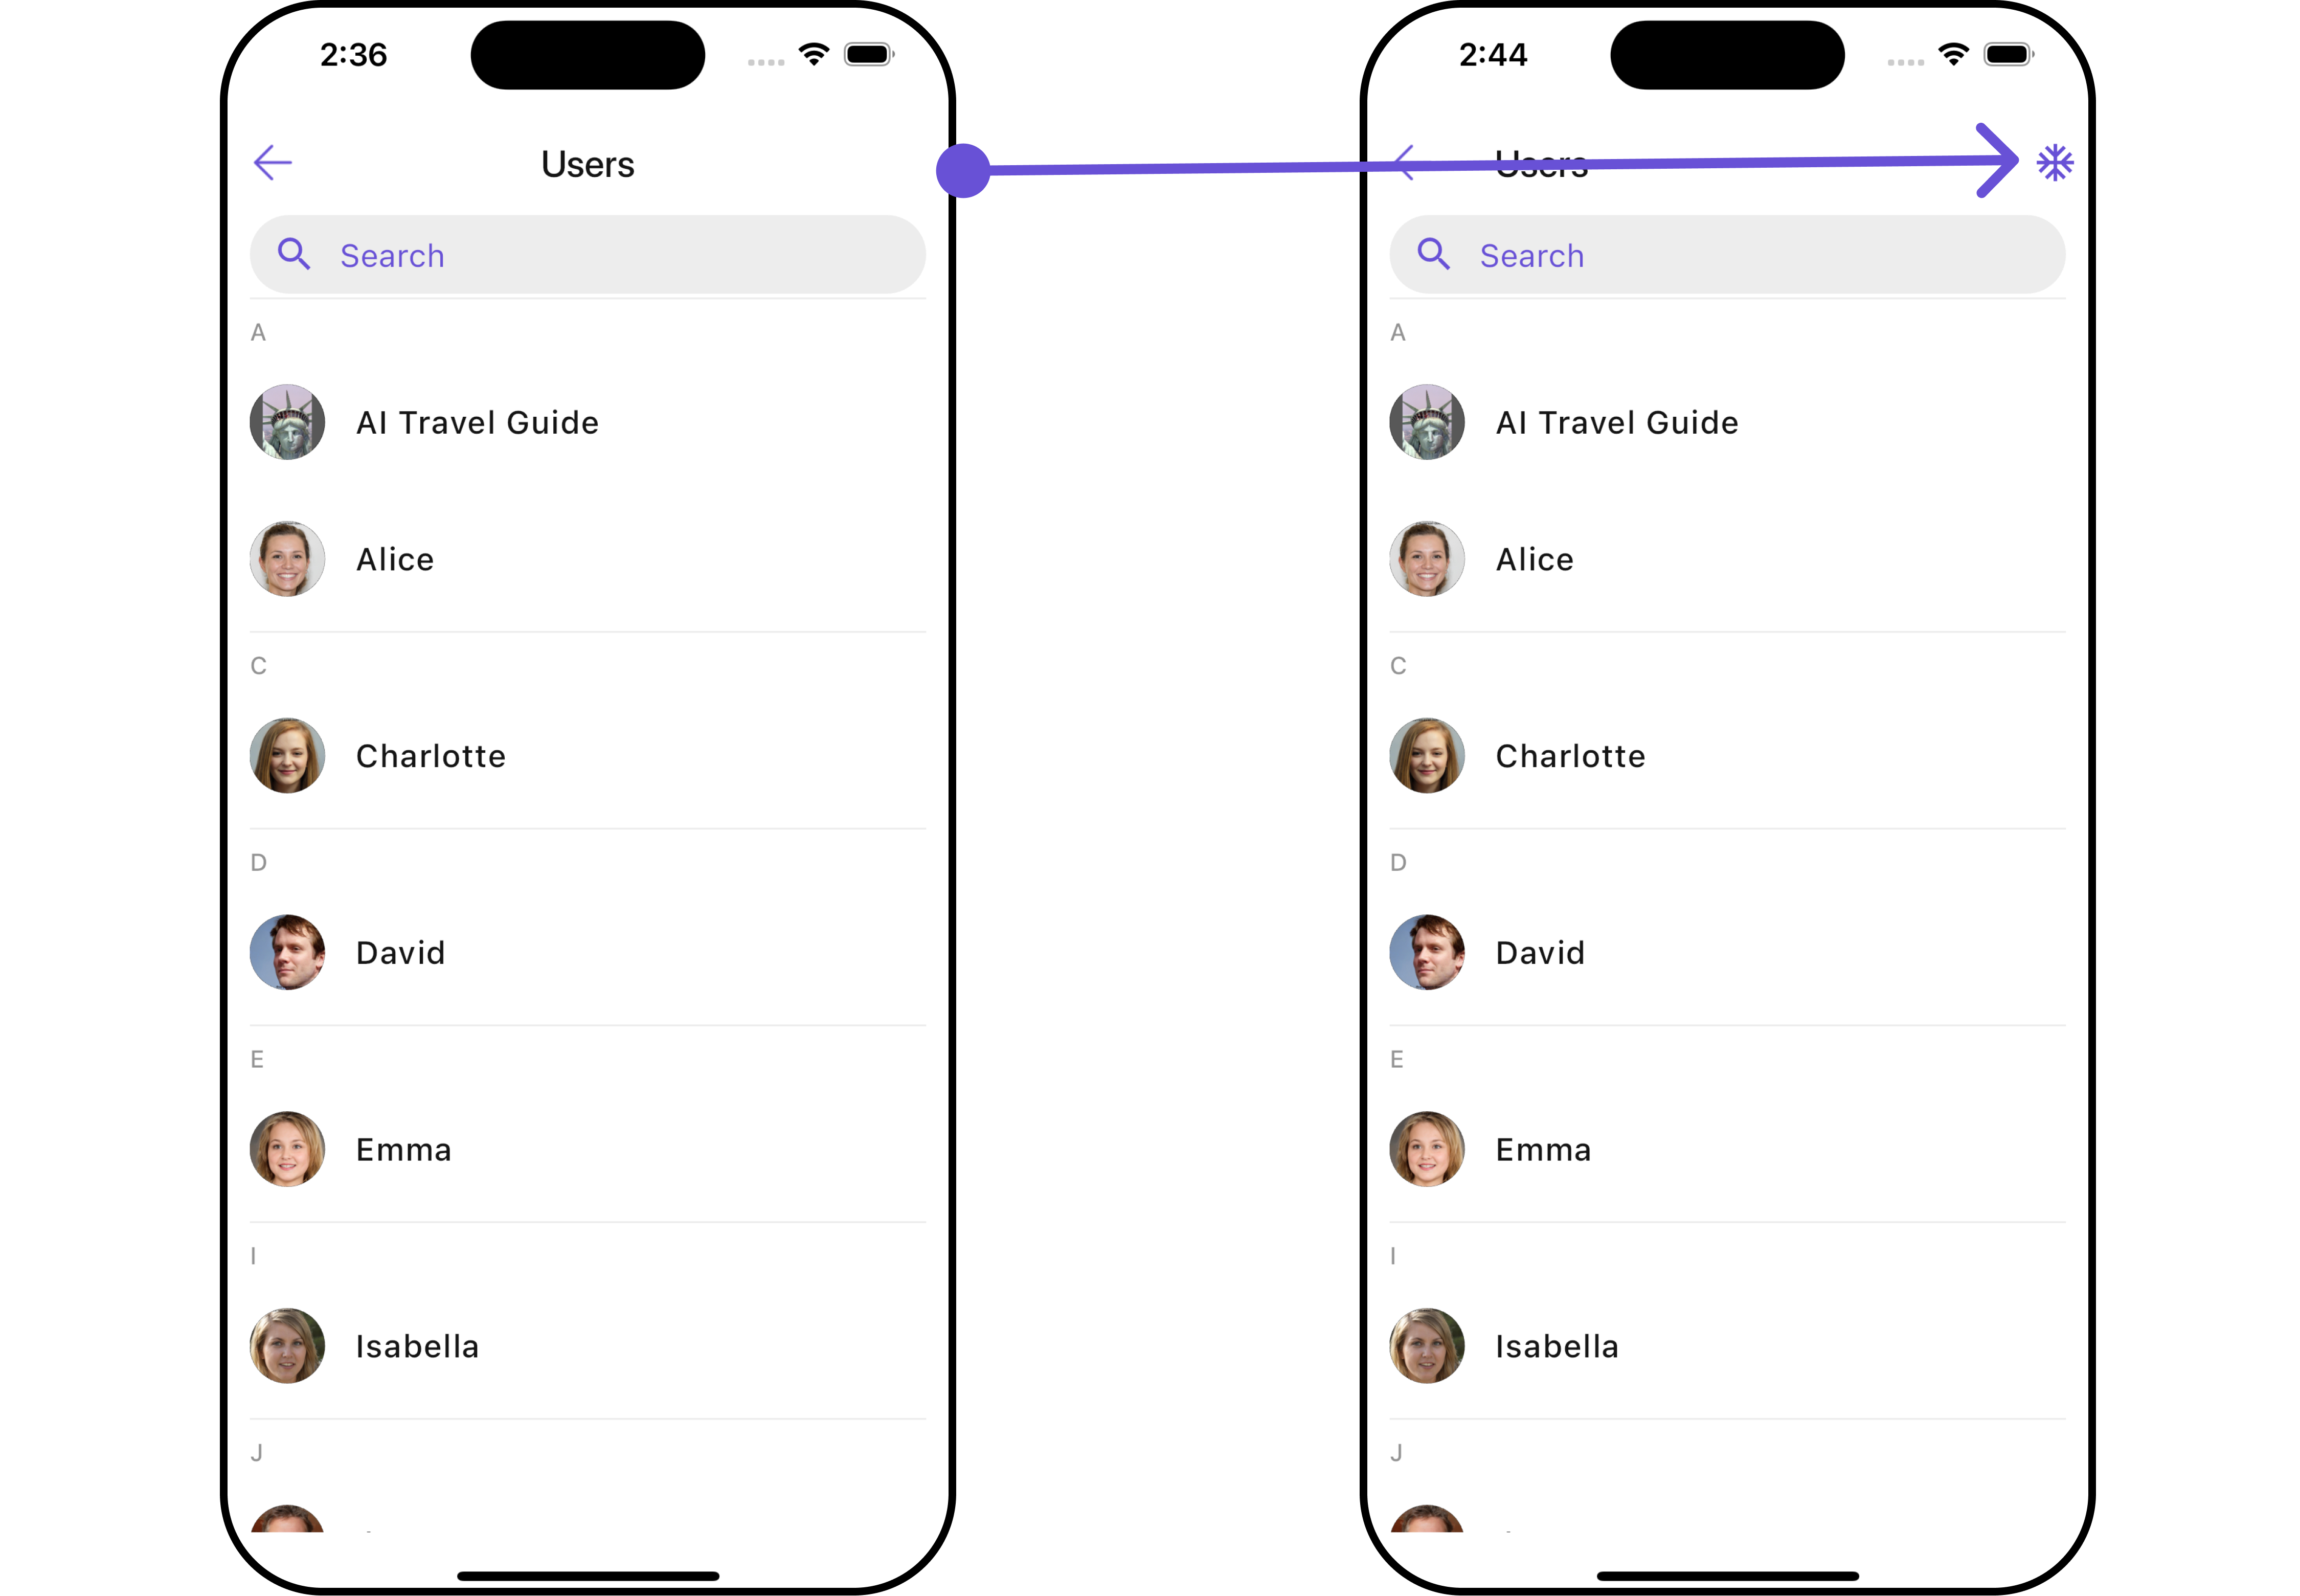 2:36
Users
Search
A
AI Travel Guide
Alice
C
Charlotte
D
David
E
Emma
I
Isabella
J
2:44
Users
Search
A
AI Travel Guide
Alice
C
Charlotte
D
David
E
Emma
I
Isabella
J